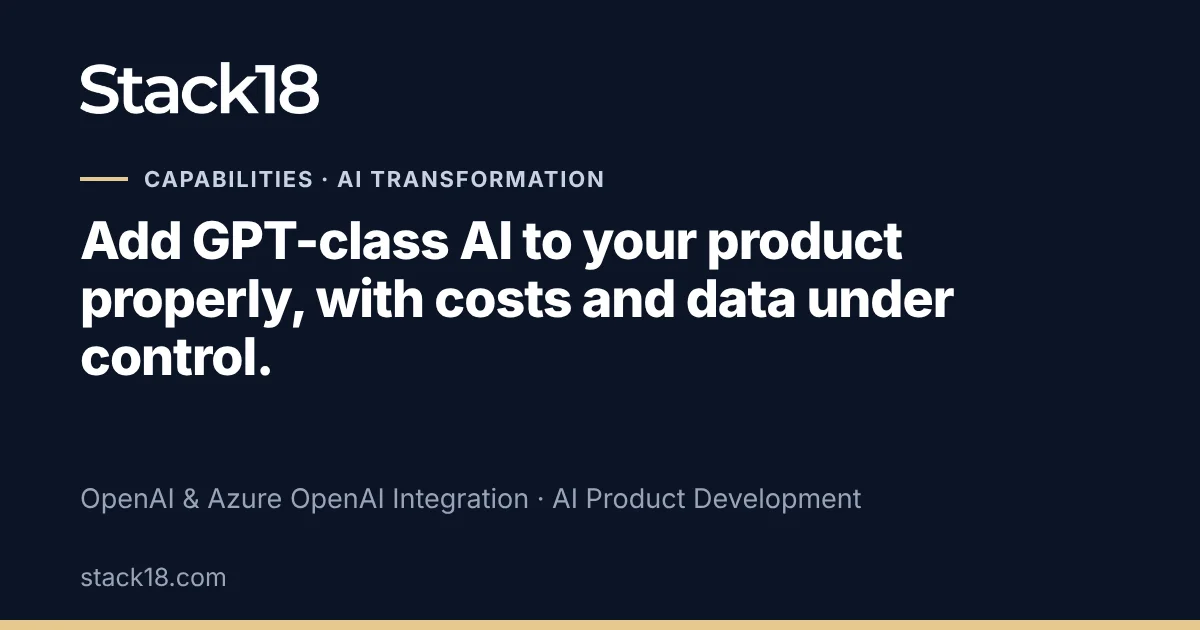 Stack18
CAPABILITIES · AI TRANSFORMATION
Add GPT-class AI to your product
properly, with costs and data under
control.
OpenAI & Azure OpenAI Integration · AI Product Development
stack18.com